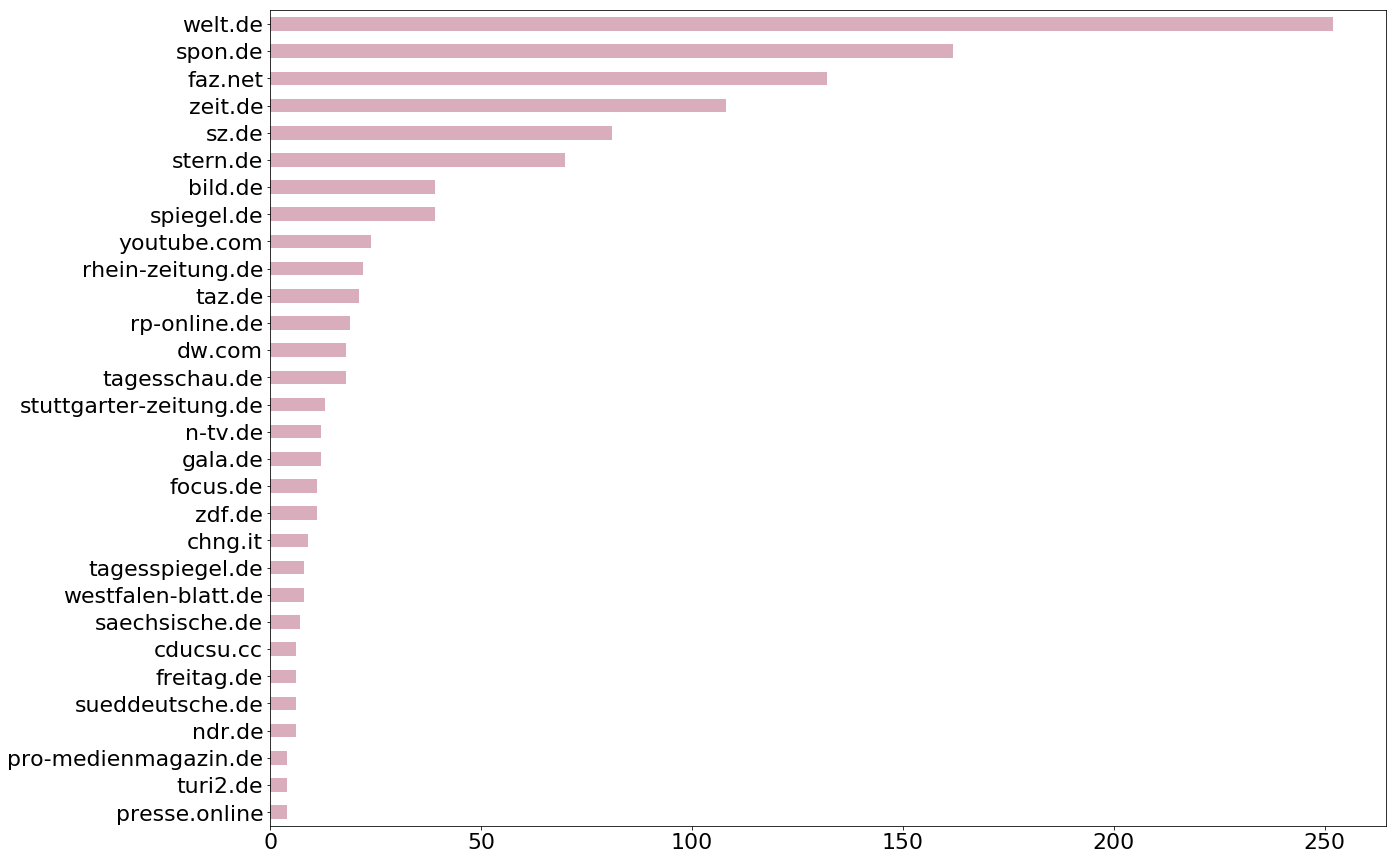 welt.de
spon.de
faz.net
zeit.de
sz.de
stern.de
bild.de
spiegel.de
youtube.com
rhein-zeitung.de
taz.de
rp-online.de
dw.com
tagesschau.de
stuttgarter-zeitung.de
n-tv.de
gala.de
focus.de
zdf.de
chng.it
tagesspiegel.de
westfalen-blatt.de
saechsische.de
cducsu.cc
freitag.de
sueddeutsche.de
ndr.de
pro-medienmagazin.de
turi2.de
presse.online
0 50 100 150 200 250